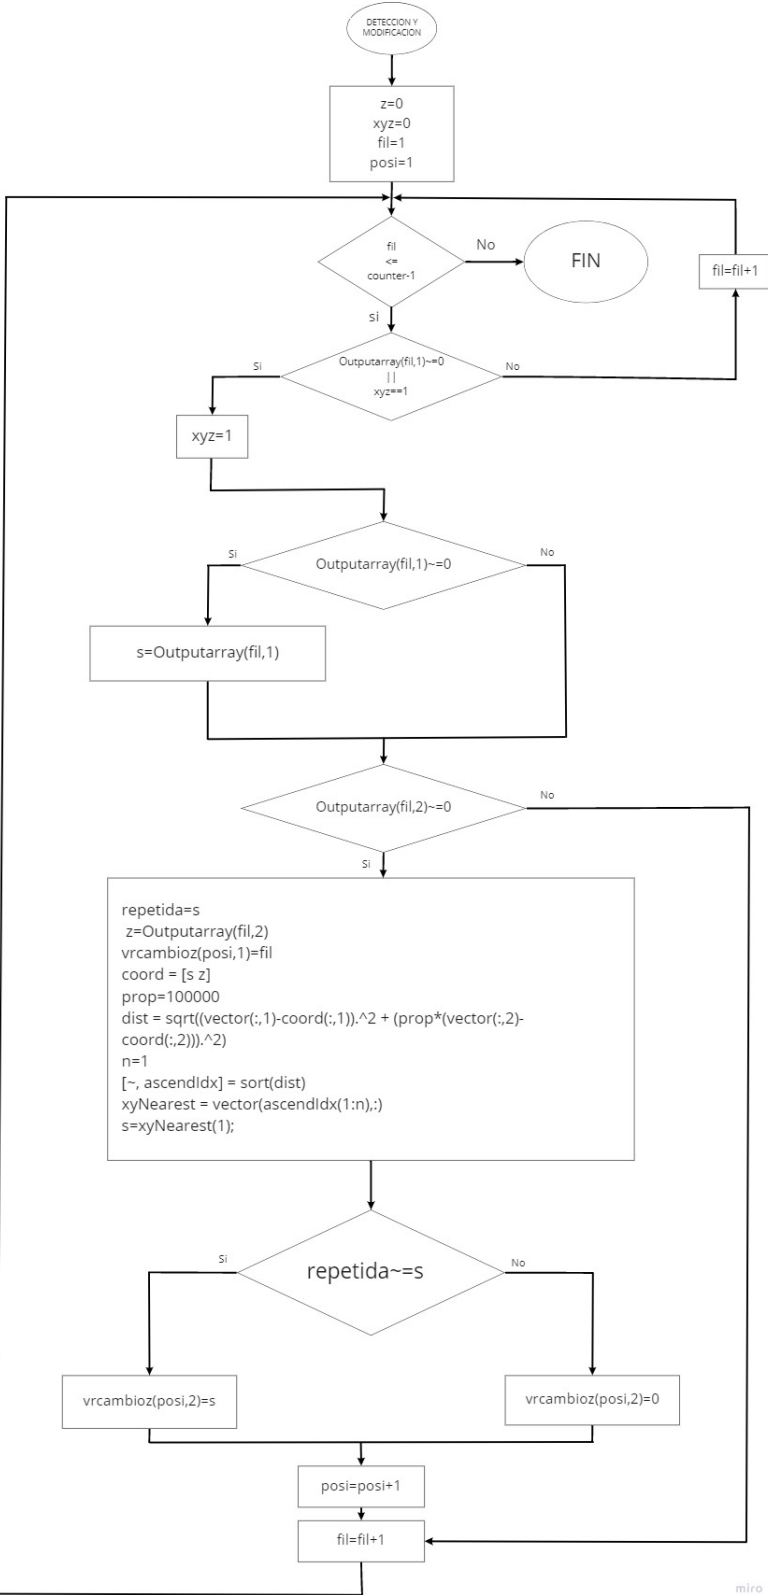 DETECCION Y
MODIFICACION
z=0
xyz=0
fil=1
posi=1
fil
<=
counter-1
No
FIN
fil=fil+1
si
Outputarray(fil,1)~=0
||
xyz==1
Si
No
xyz=1
Outputarray(fil,1)~=0
Si
No
s=Outputarray(fil,1)
Outputarray(fil,2)~=0
No
Si
repetida=s
z=Outputarray(fil,2)
vrcambioz(posi,1)=fil
coord = [s z]
prop=100000
dist = sqrt((vector(:,1)-coord(:,1)).^2 + (prop*(vector(:,2)-
coord(:,2))).^2)
n=1
[~, ascendIdx] = sort(dist)
xyNearest = vector(ascendIdx(1:n),:)
s=xyNearest(1);
repetida~=s
Si
No
vrcambioz(posi,2)=s
vrcambioz(posi,2)=0
posi=posi+1
fil=fil+1
miro